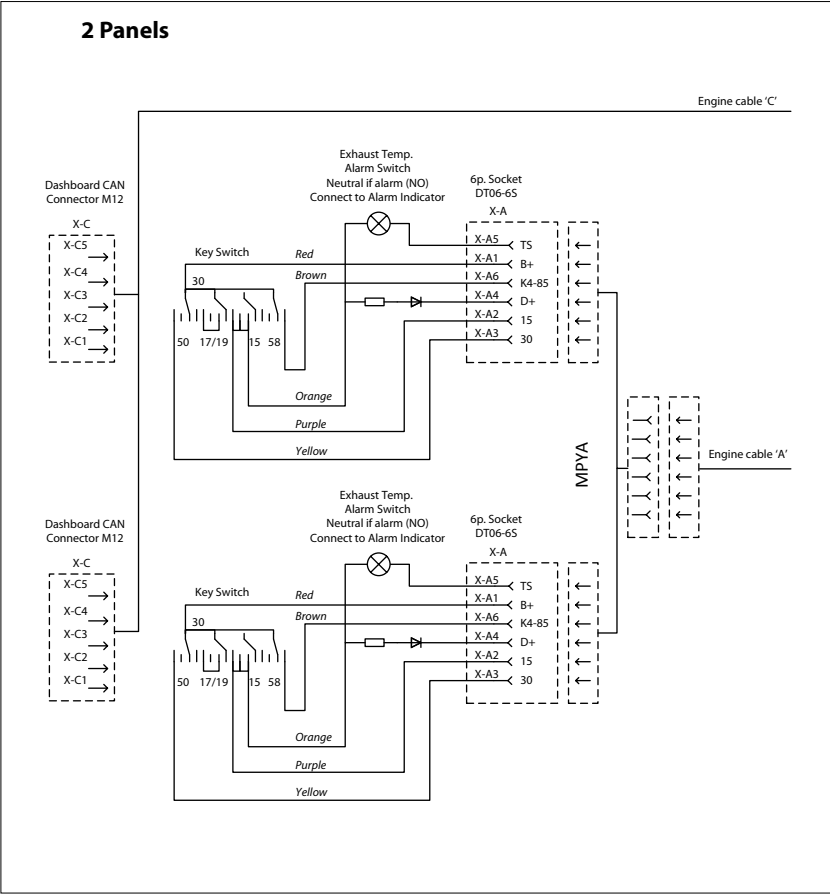 2 Panels
Engine cable ‘C’
Dashboard CAN
Connector M12
X-C
X-C5
X-C4
X-C3
X-C2
X-C1
Exhaust Temp.
Alarm Switch
Neutral if alarm (NO)
Connect to Alarm Indicator
6p. Socket
DT06-6S
X-A
X-A5 TS
X-A1 B+
X-A6 K4-85
X-A4 D+
X-A2 15
X-A3 30
Key Switch
Red
Brown
30
50 17/19 15 58
Orange
Purple
Yellow
MPYA
Engine cable ‘A’
Dashboard CAN
Connector M12
X-C
X-C5
X-C4
X-C3
X-C2
X-C1
Exhaust Temp.
Alarm Switch
Neutral if alarm (NO)
Connect to Alarm Indicator
6p. Socket
DT06-6S
X-A
X-A5 TS
X-A1 B+
X-A6 K4-85
X-A4 D+
X-A2 15
X-A3 30
Key Switch
Red
Brown
30
50 17/19 15 58
Orange
Purple
Yellow